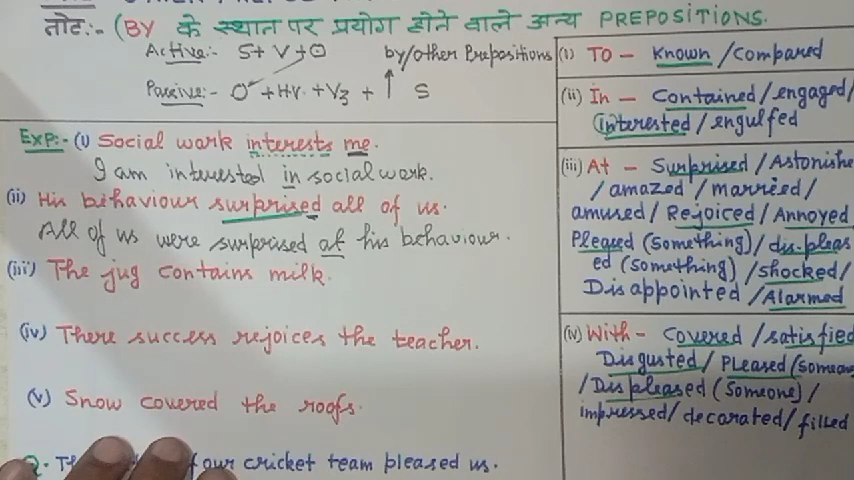 नोट:- (BY के स्थान पर प्रयोग होने वाले अन्य PREPOSITIONS.
Active:- S + V + O
by/other Prepositions
Passive:- O + HV. + V3 + S
Exp:- (i) Social work interests me.
I am interested in social work.
(ii) His behaviour surprised all of us.
All of us were surprised at his behaviour.
(iii) The jug contains milk.
(iv) There success rejoices the teacher.
(v) Snow covered the roofs.
our cricket team pleased us.
(i) TO - Known /Compared
(ii) In - Contained/engaged/
interested/engulfed
(iii) At - Surprised/Astonishe
/amazed/married/
amused/Rejoiced/Annoyed
Pleased (something)/displeas
ed (something)/shocked/
Disappointed/Alarmed
(iv) With - Covered/satisfied
Disgusted/Pleased (someone
/Displeased (someone)/
impressed/decorated/filled